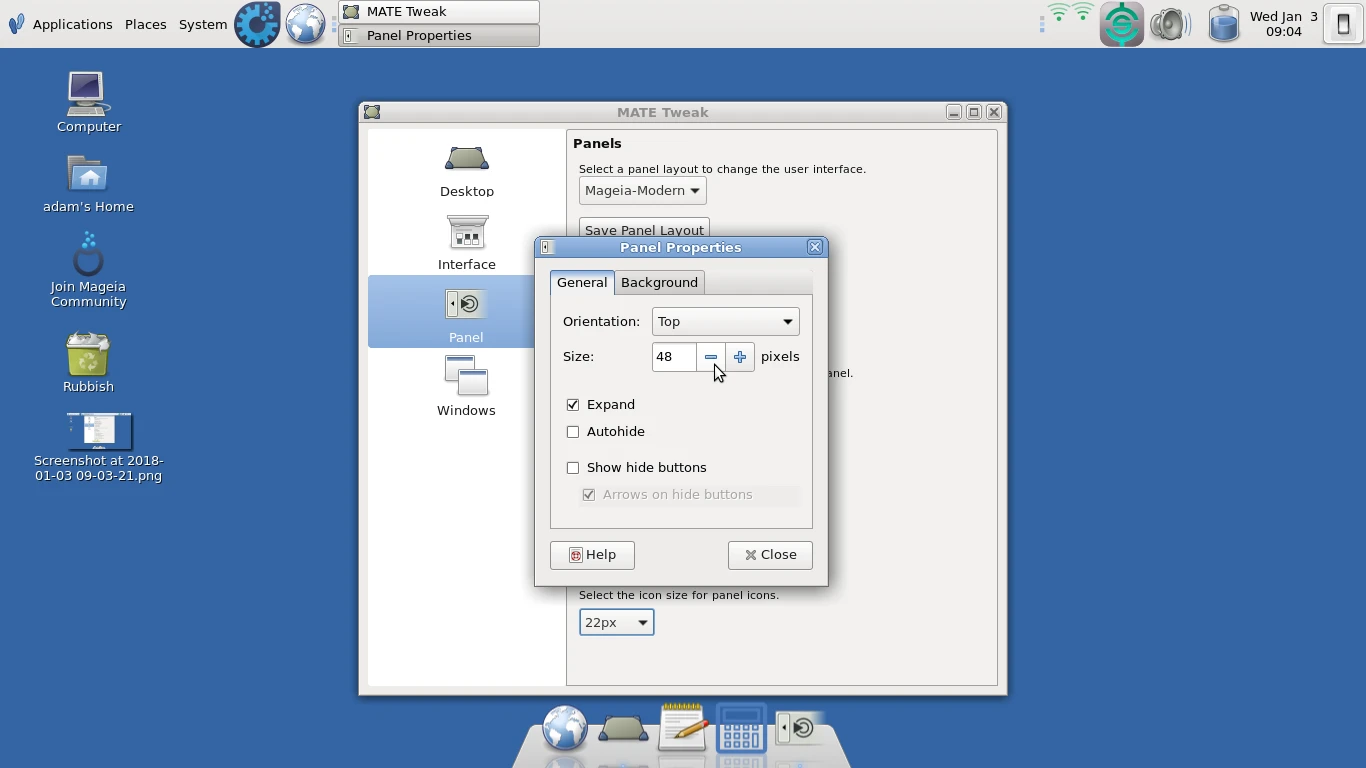 Applications Places System
MATE Tweak
Panel Properties
Wed Jan 3
09:04
Computer
adam's Home
Join Mageia
Community
Rubbish
Screenshot at 2018-
01-03 09-03-21.png
MATE Tweak
Desktop
Interface
Panel
Windows
Panels
Select a panel layout to change the user interface.
Mageia-Modern
Save Panel Layout
anel.
Select the icon size for panel icons.
22px
Panel Properties
General Background
Orientation: Top
Size: 48 pixels
Expand
Autohide
Show hide buttons
Arrows on hide buttons
Help Close